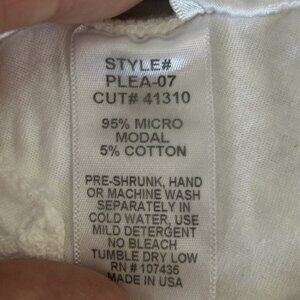 STYLE#
PLEA-07
CUT# 41310
95% MICRO
MODAL
5% COTTON
PRE-SHRUNK, HAND
OR MACHINE WASH
SEPARATELY IN
COLD WATER, USE
MILD DETERGENT
NO BLEACH
TUMBLE DRY LOW
RN # 107435
MADE IN USA